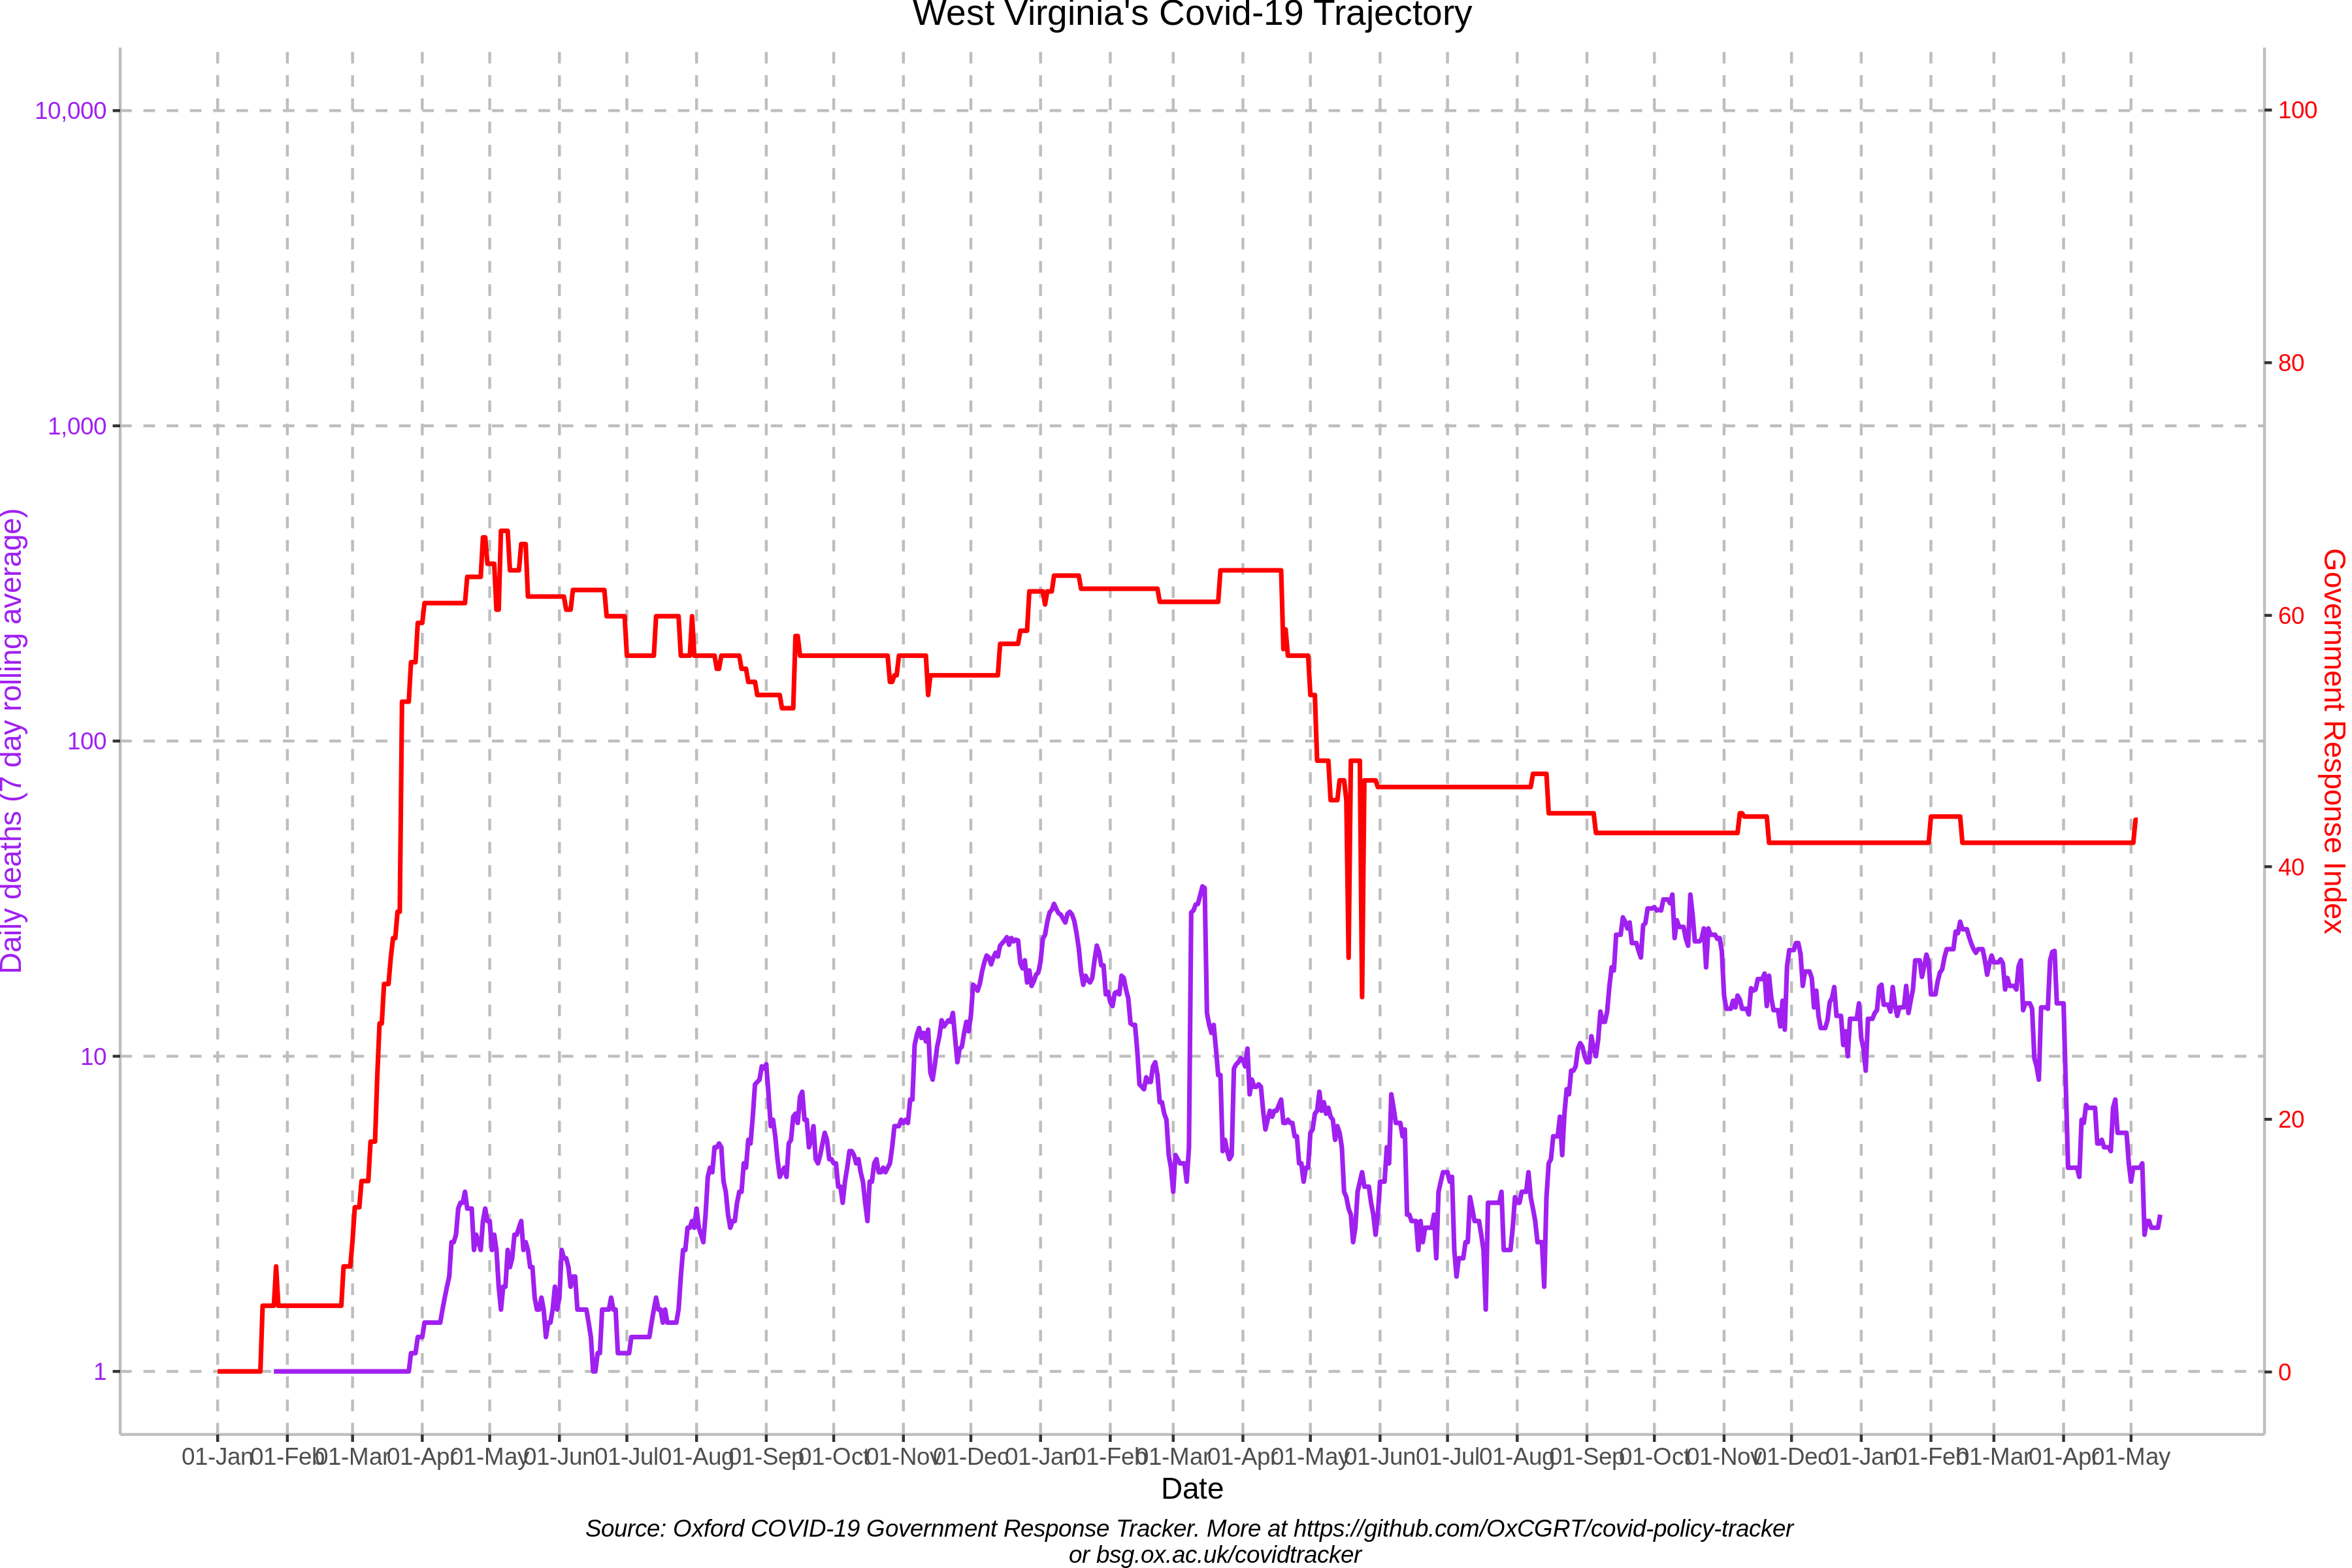 West Virginia's Covid-19 Trajectory
10,000
1,000
100
10
1
Daily deaths (7 day rolling average)
100
80
60
40
20
0
Government Response Index
01-Jan 01-Feb 01-Mar 01-Apr 01-May 01-Jun 01-Jul 01-Aug 01-Sep 01-Oct 01-Nov 01-Dec 01-Jan 01-Feb 01-Mar 01-Apr 01-May 01-Jun 01-Jul 01-Aug 01-Sep 01-Oct 01-Nov 01-Dec 01-Jan 01-Feb 01-Mar 01-Apr 01-May
Date
Source: Oxford COVID-19 Government Response Tracker. More at https://github.com/OxCGRT/covid-policy-tracker
or bsg.ox.ac.uk/covidtracker